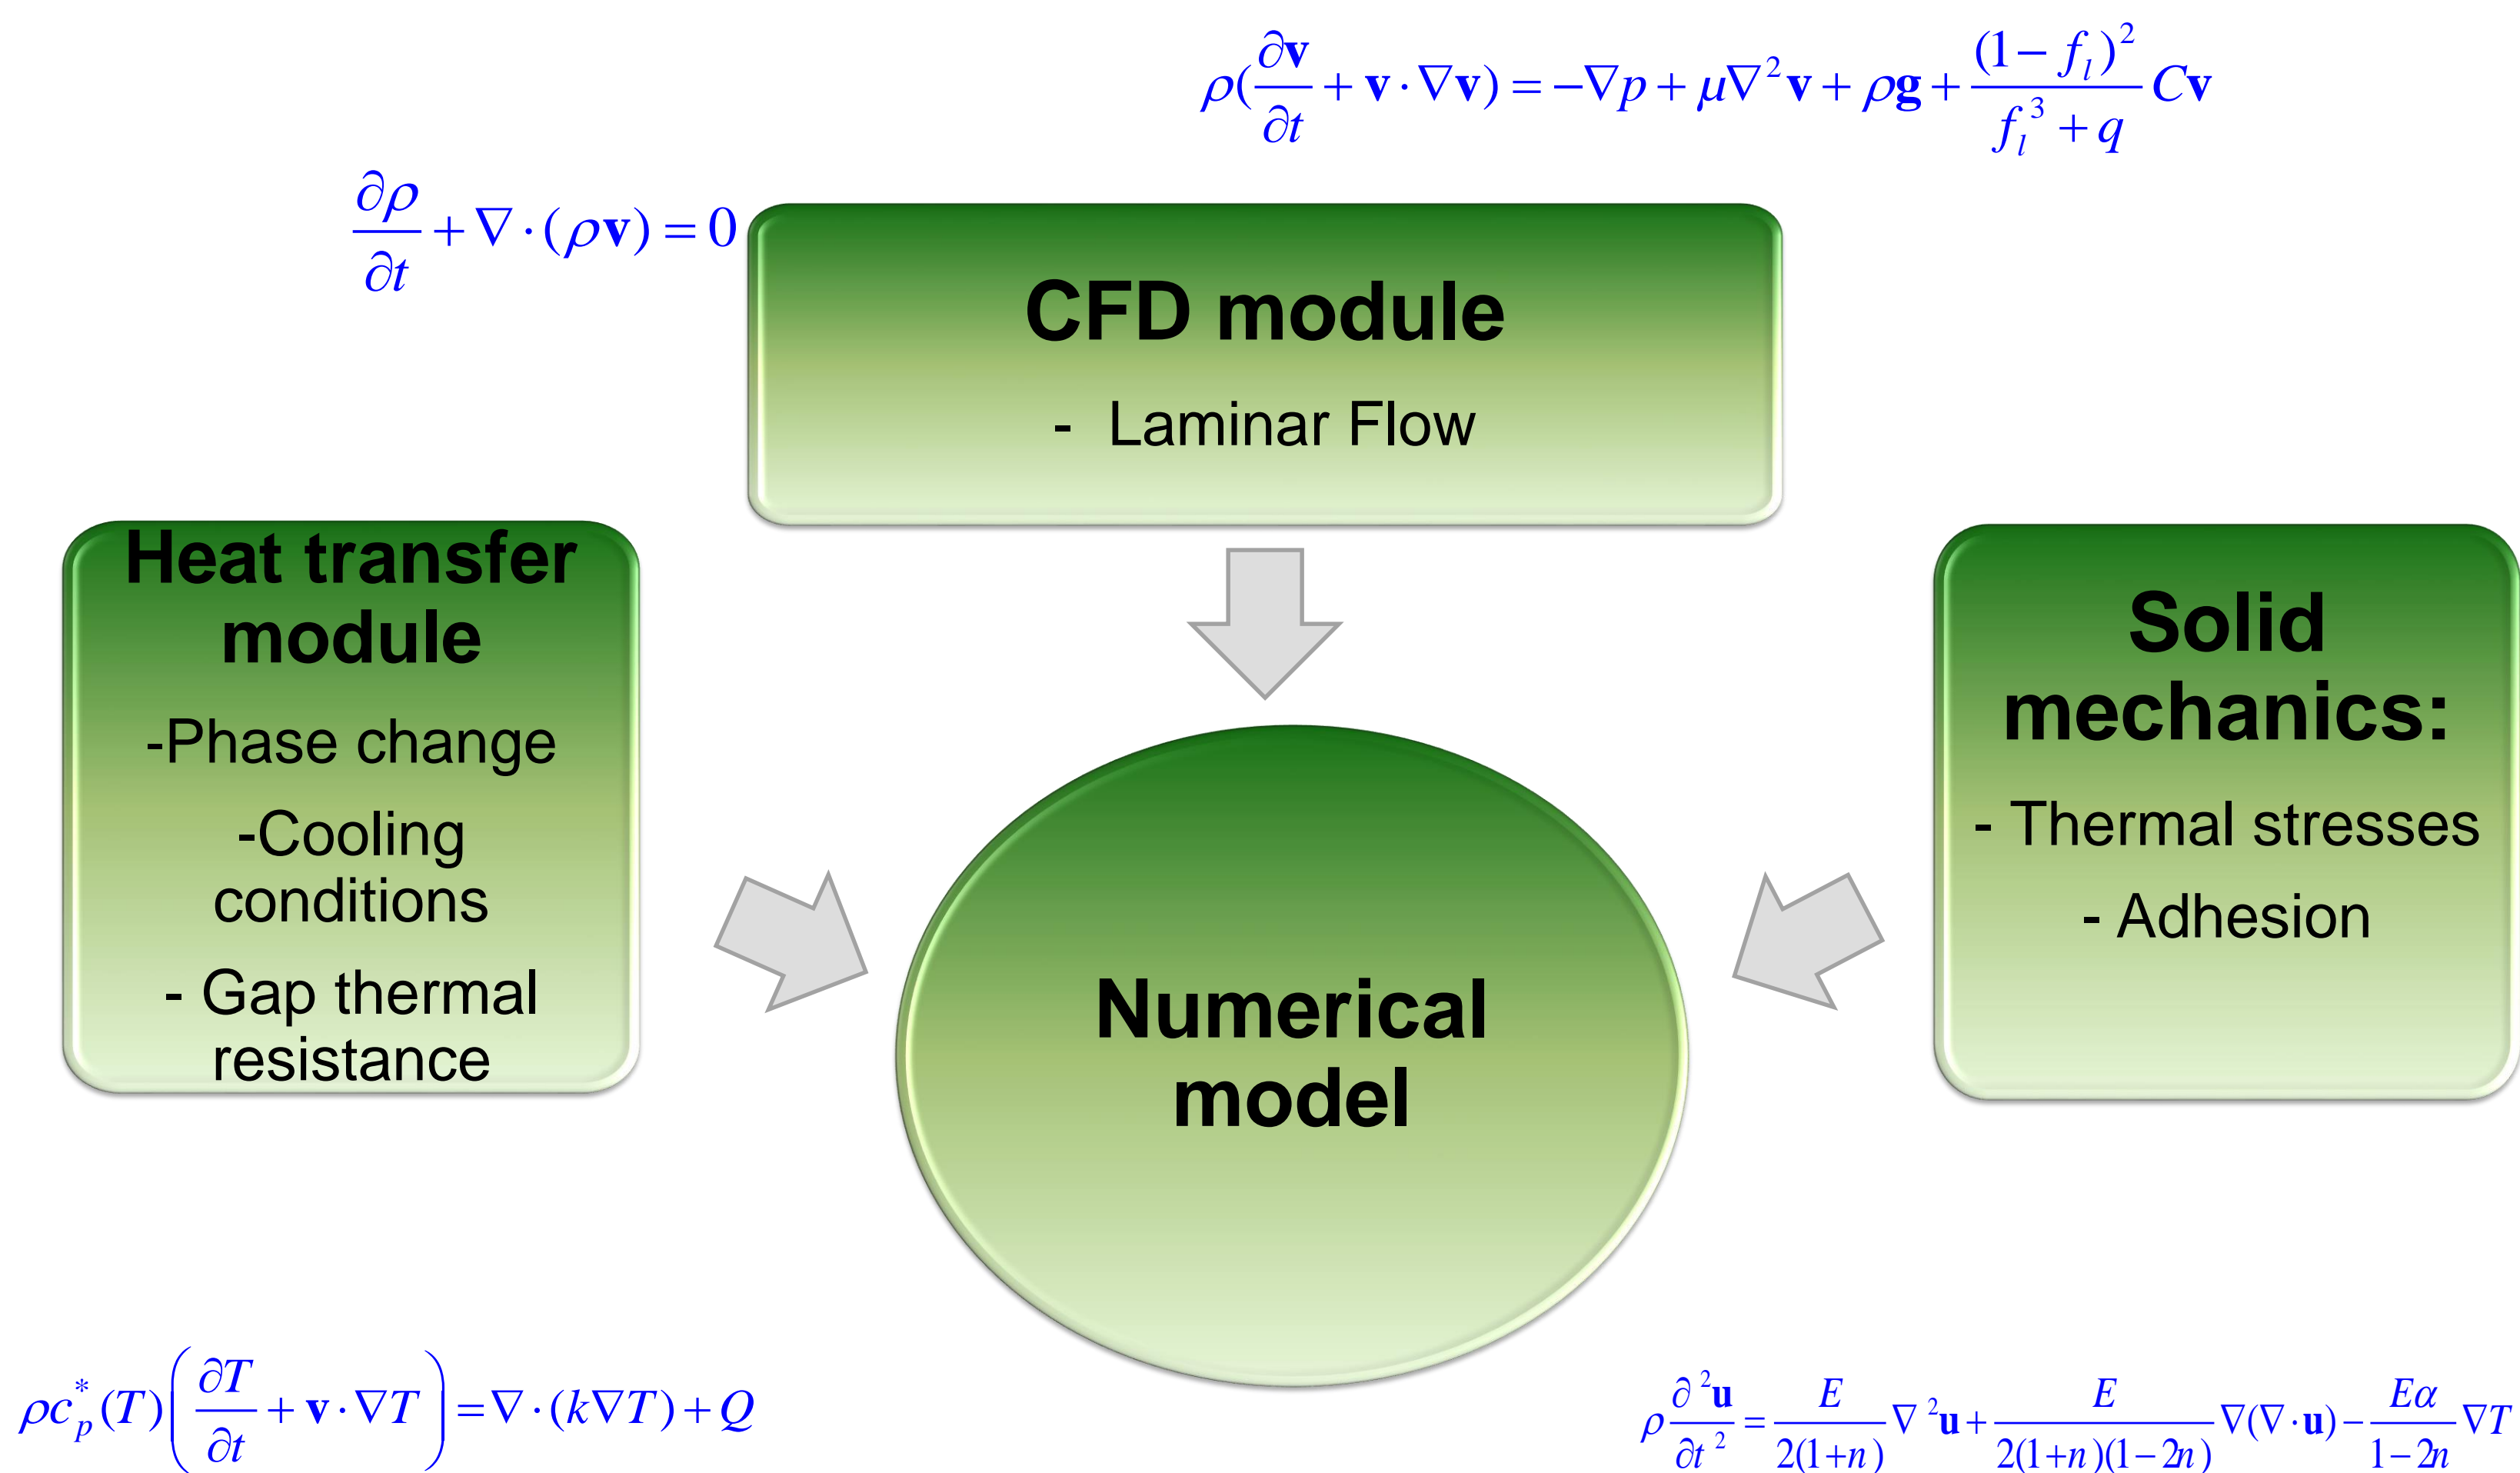 ρ(∂v/∂t + v · ∇v) = −∇p + μ∇²v + ρg + (1 − f_l)²/(f_l³ + q) Cv
∂ρ/∂t + ∇ · (ρv) = 0
CFD module
- Laminar Flow
Heat transfer
module
-Phase change
-Cooling
conditions
- Gap thermal
resistance
Solid
mechanics:
- Thermal stresses
- Adhesion
Numerical
model
ρc_p^*(T)(∂T/∂t + v · ∇T) = ∇ · (k∇T) + Q
ρ ∂²u/∂t² = E/(2(1+n)) ∇²u + E/(2(1+n)(1−2n)) ∇(∇ · u) − Eα/(1−2n) ∇T